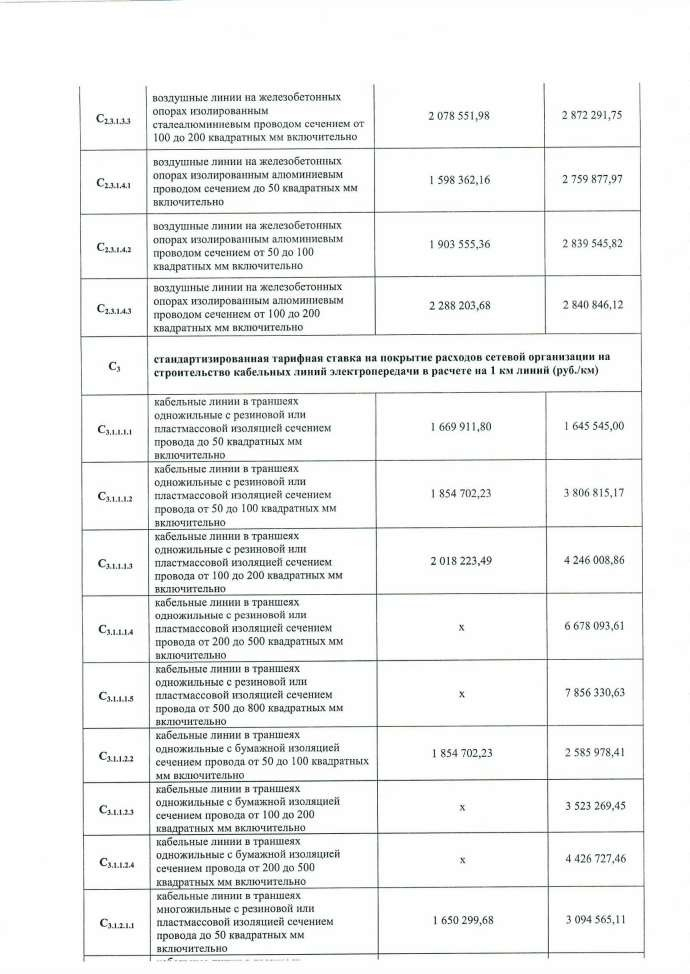 воздушные линии на железобетонных
опорах изолированным
C2.3.1.3.3 сталеалюминиевым проводом сечением от 2 078 551,98 2 872 291,75
100 до 200 квадратных мм включительно
воздушные линии на железобетонных
опорах изолированным алюминиевым
C2.3.1.4.1 проводом сечением до 50 квадратных мм 1 598 362,16 2 759 877,97
включительно
воздушные линии на железобетонных
опорах изолированным алюминиевым
C2.3.1.4.2 проводом сечением от 50 до 100 1 903 555,36 2 839 545,82
квадратных мм включительно
воздушные линии на железобетонных
опорах изолированным алюминиевым
C2.3.1.4.3 проводом сечением от 100 до 200 2 288 203,68 2 840 846,12
квадратных мм включительно
C3 стандартизированная тарифная ставка на покрытие расходов сетевой организации на
строительство кабельных линий электропередачи в расчете на 1 км линий (руб./км)
кабельные линии в траншеях
одножильные с резиновой или
C3.1.1.1.1 пластмассовой изоляцией сечением 1 669 911,80 1 645 545,00
провода до 50 квадратных мм
включительно
кабельные линии в траншеях
одножильные с резиновой или
C3.1.1.1.2 пластмассовой изоляцией сечением 1 854 702,23 3 806 815,17
провода от 50 до 100 квадратных мм
включительно
кабельные линии в траншеях
одножильные с резиновой или
C3.1.1.1.3 пластмассовой изоляцией сечением 2 018 223,49 4 246 008,86
провода от 100 до 200 квадратных мм
включительно
кабельные линии в траншеях
одножильные с резиновой или
C3.1.1.1.4 пластмассовой изоляцией сечением х 6 678 093,61
провода от 200 до 500 квадратных мм
включительно
кабельные линии в траншеях
одножильные с резиновой или
C3.1.1.1.5 пластмассовой изоляцией сечением х 7 856 330,63
провода от 500 до 800 квадратных мм
включительно
кабельные линии в траншеях
одножильные с бумажной изоляцией
C3.1.1.2.2 сечением провода от 50 до 100 квадратных 1 854 702,23 2 585 978,41
мм включительно
кабельные линии в траншеях
одножильные с бумажной изоляцией
C3.1.1.2.3 сечением провода от 100 до 200 х 3 523 269,45
квадратных мм включительно
кабельные линии в траншеях
одножильные с бумажной изоляцией
C3.1.1.2.4 сечением провода от 200 до 500 х 4 426 727,46
квадратных мм включительно
кабельные линии в траншеях
многожильные с резиновой или
C3.1.2.1.1 пластмассовой изоляцией сечением 1 650 299,68 3 094 565,11
провода до 50 квадратных мм
включительно